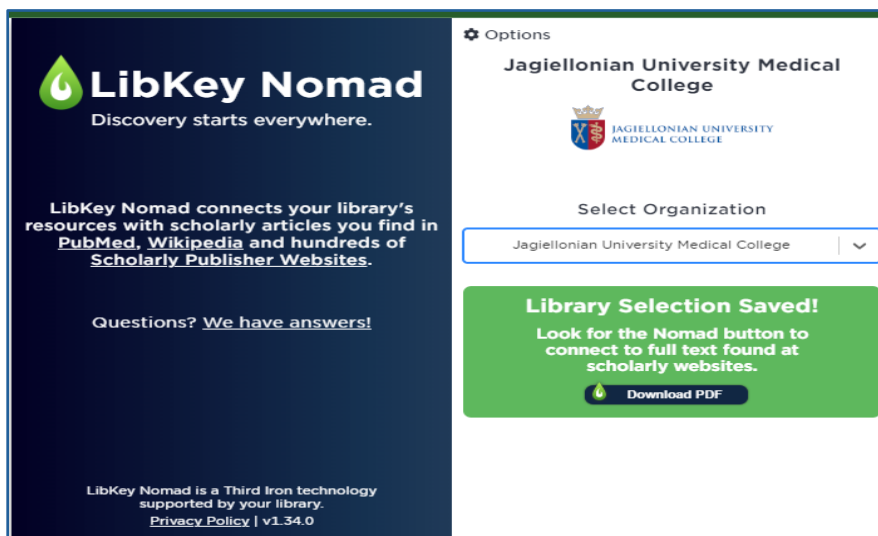 LibKey Nomad
Discovery starts everywhere.
LibKey Nomad connects your library's
resources with scholarly articles you find in
PubMed, Wikipedia and hundreds of
Scholarly Publisher Websites.
Questions? We have answers!
LibKey Nomad is a Third Iron technology
supported by your library.
Privacy Policy | v1.34.0
Options
Jagiellonian University Medical
College
JAGIELLONIAN UNIVERSITY
MEDICAL COLLEGE
Select Organization
Jagiellonian University Medical College
Library Selection Saved!
Look for the Nomad button to
connect to full text found at
scholarly websites.
Download PDF